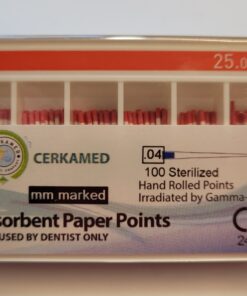 25.0
CERKAMED
.04
100 Sterilized
mm marked
Hand Rolled Points
Irradiated by Gamma
sorbent Paper Points
USED BY DENTIST ONLY